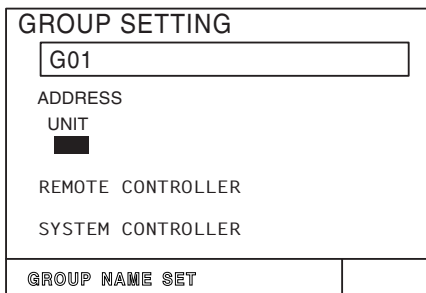 GROUP SETTING
G01
ADDRESS
UNIT
REMOTE CONTROLLER
SYSTEM CONTROLLER
GROUP NAME SET